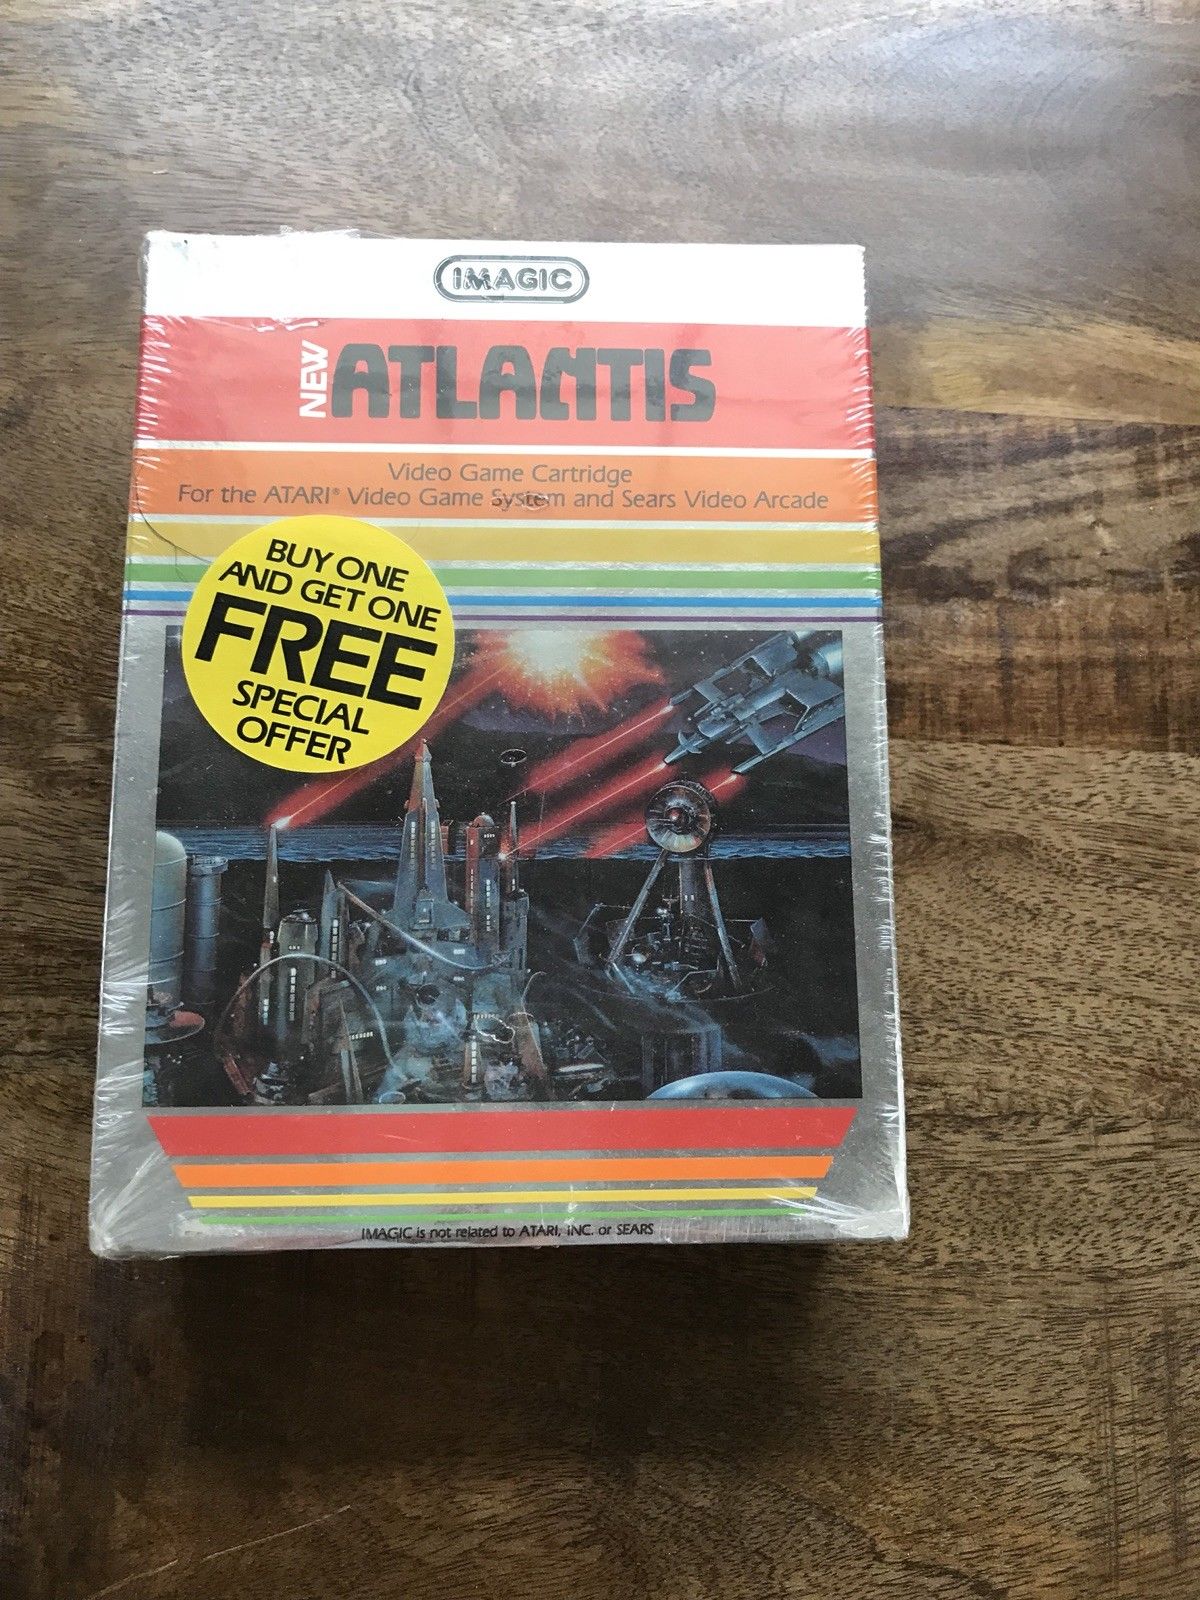 IMAGIC
NEW ATLANTIS
Video Game Cartridge
For the ATARI® Video Game System and Sears Video Arcade
BUY ONE
AND GET ONE
FREE
SPECIAL
OFFER
IMAGIC is not related to ATARI, INC. or SEARS